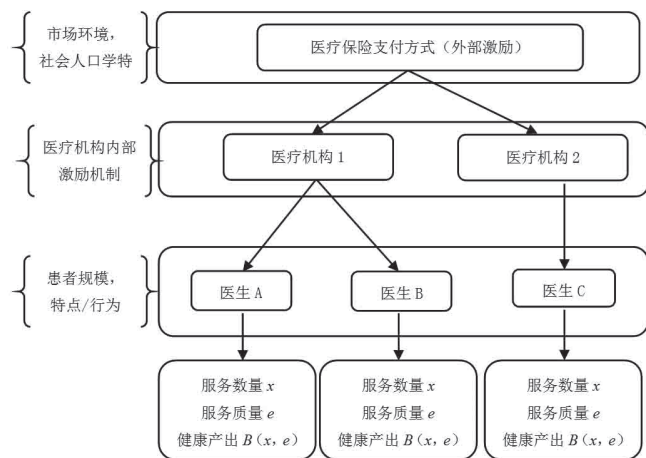 市场环境，
社会人口学特
医疗保险支付方式（外部激励）
医疗机构内部
激励机制
医疗机构 1
医疗机构 2
患者规模，
特点/行为
医生 A
医生 B
医生 C
服务数量 x
服务质量 e
健康产出 B（x，e）
服务数量 x
服务质量 e
健康产出 B（x，e）
服务数量 x
服务质量 e
健康产出 B（x，e）